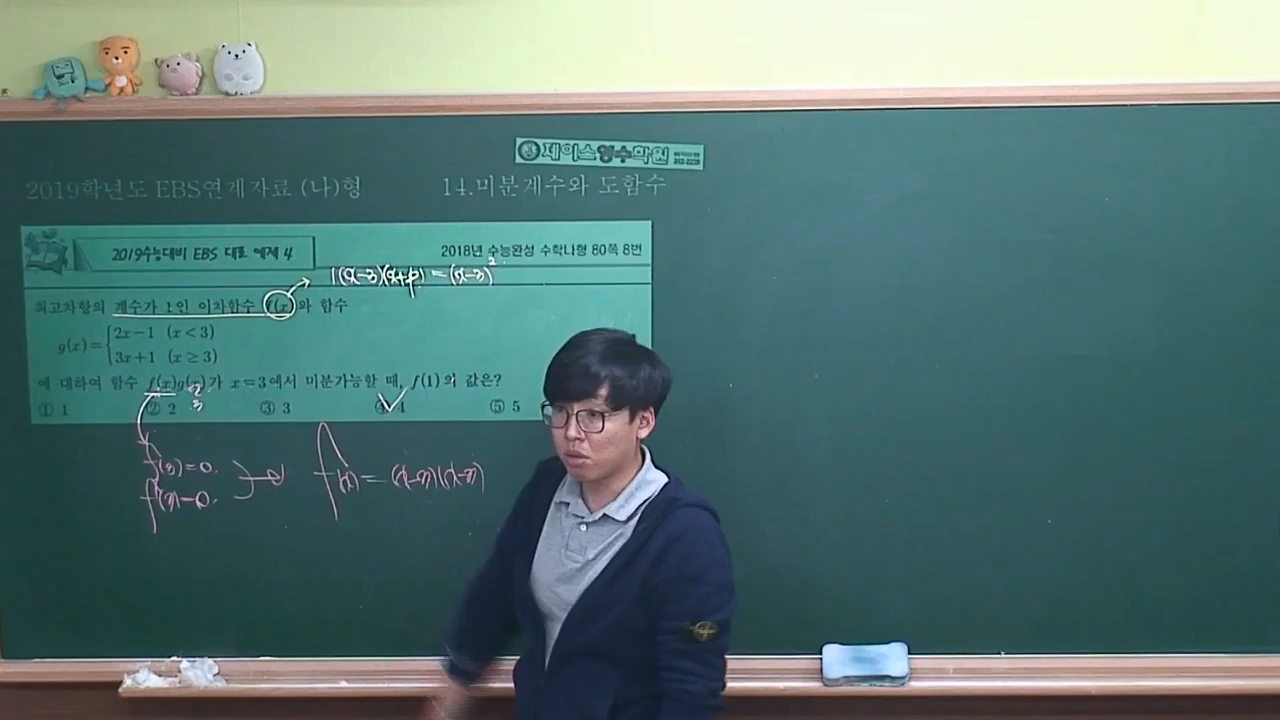 제이스영수학원
2019학년도 EBS연계자료 (나)형 14.미분계수와 도함수
2019수능대비 EBS 대표 예제 4 2018년 수능완성 수학나형 80쪽 8번
1(x-3)(x+p) = (x-3)²
최고차항의 계수가 1인 이차함수 f(x)와 함수
g(x) = { 2x-1 (x<3)
3x+1 (x≥3)
에 대하여 함수 f(x)g(x)가 x=3에서 미분가능할 때, f(1)의 값은?
① 1 ② 2 ③ 3 ④ 4 ⑤ 5
f(3)=0.
f'(3)=0.
f(x) = (x-3)(x-3)